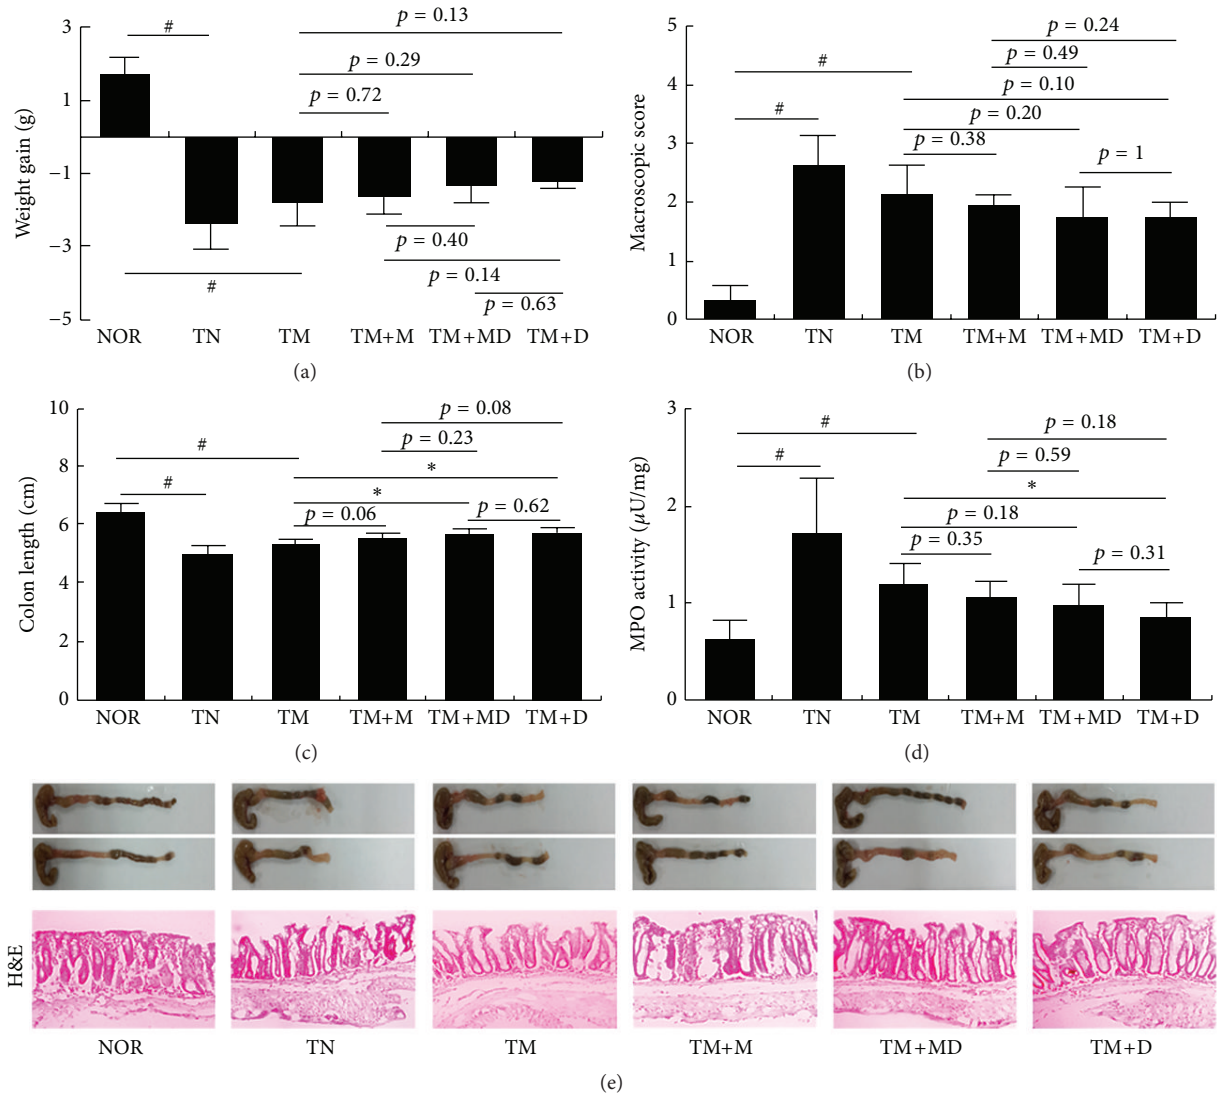 3
1
−1
−3
−5
Weight gain (g)
#
p = 0.13
p = 0.29
p = 0.72
p = 0.40
p = 0.14
p = 0.63
#
NOR TN TM TM+M TM+MD TM+D
(a)
5
4
3
2
1
0
Macroscopic score
p = 0.24
p = 0.49
#
p = 0.10
#
p = 0.20
p = 0.38
p = 1
NOR TN TM TM+M TM+MD TM+D
(b)
10
8
6
4
2
0
Colon length (cm)
p = 0.08
p = 0.23
#
*
#
*
p = 0.06
p = 0.62
NOR TN TM TM+M TM+MD TM+D
(c)
3
2
1
0
MPO activity (μU/mg)
p = 0.18
#
p = 0.59
#
*
p = 0.18
p = 0.35
p = 0.31
NOR TN TM TM+M TM+MD TM+D
(d)
H&E
NOR TN TM TM+M TM+MD TM+D
(e)